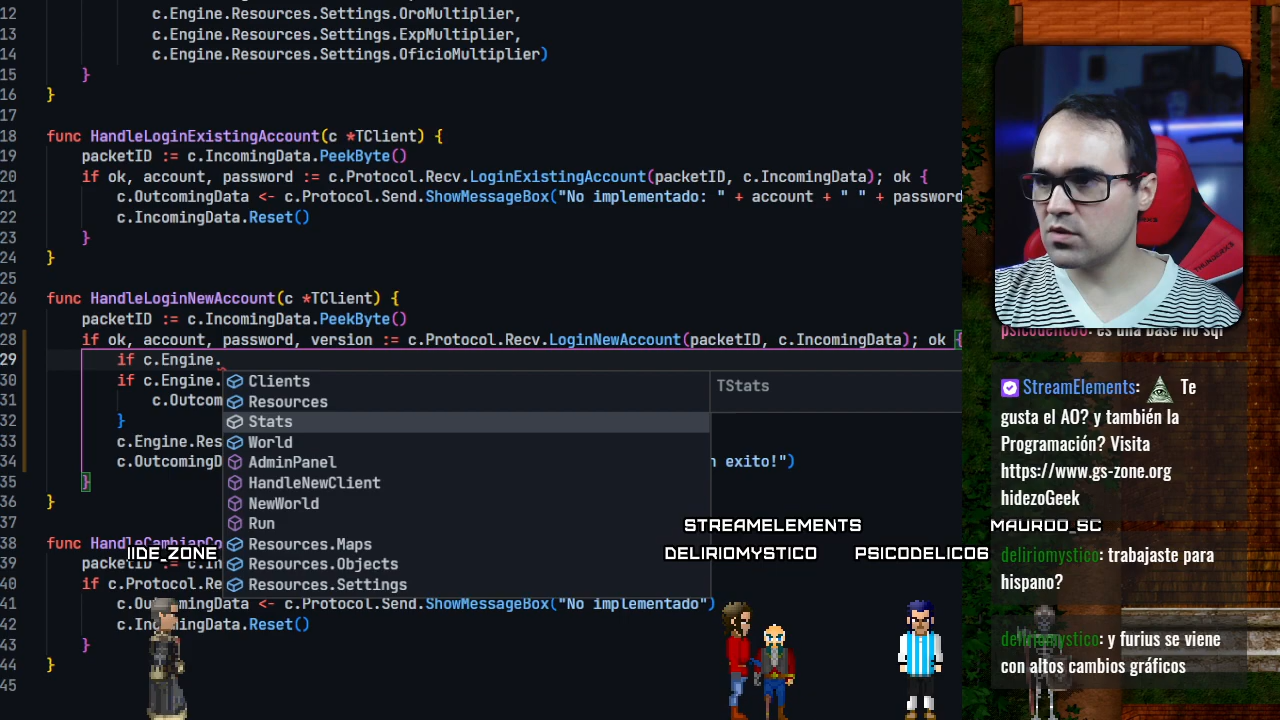 12 c.Engine.Resources.Settings.OroMultiplier,
13 c.Engine.Resources.Settings.ExpMultiplier,
14 c.Engine.Resources.Settings.OficioMultiplier)
15 }
16 }
17
18 func HandleLoginExistingAccount(c *TClient) {
19 packetID := c.IncomingData.PeekByte()
20 if ok, account, password := c.Protocol.Recv.LoginExistingAccount(packetID, c.IncomingData); ok {
21 c.OutcomingData <- c.Protocol.Send.ShowMessageBox("No implementado: " + account + " " + password
22 c.IncomingData.Reset()
23 }
24 }
25
26 func HandleLoginNewAccount(c *TClient) {
27 packetID := c.IncomingData.PeekByte()
28 if ok, account, password, version := c.Protocol.Recv.LoginNewAccount(packetID, c.IncomingData); ok {
29 if c.Engine.
30 if c.Engine.
31 c.Outcom
32 }
33 c.Engine.Res
34 c.OutcomingD exito!")
35 }
36 }
37
38 func HandleCambiarCo
39 packetID := c.In
40 if c.Protocol.Re
41 c.OutcomingData <- c.Protocol.Send.ShowMessageBox("No implementado")
42 c.IncomingData.Reset()
43 }
44 }
45
Clients
Resources
Stats
World
AdminPanel
HandleNewClient
NewWorld
Run
Resources.Maps
Resources.Objects
Resources.Settings
TStats
IIDE_ZONE
STREAMELEMENTS
DELIRIOMYSTICO
PSICODELICO6
MAUROD_SC
psicodelico6: es una base no sql
StreamElements: Te
gusta el AO? y también la
Programación? Visita
https://www.gs-zone.org
hidezoGeek
deliriomystico: trabajaste para
hispano?
deliriomystico: y furius se viene
con altos cambios gráficos